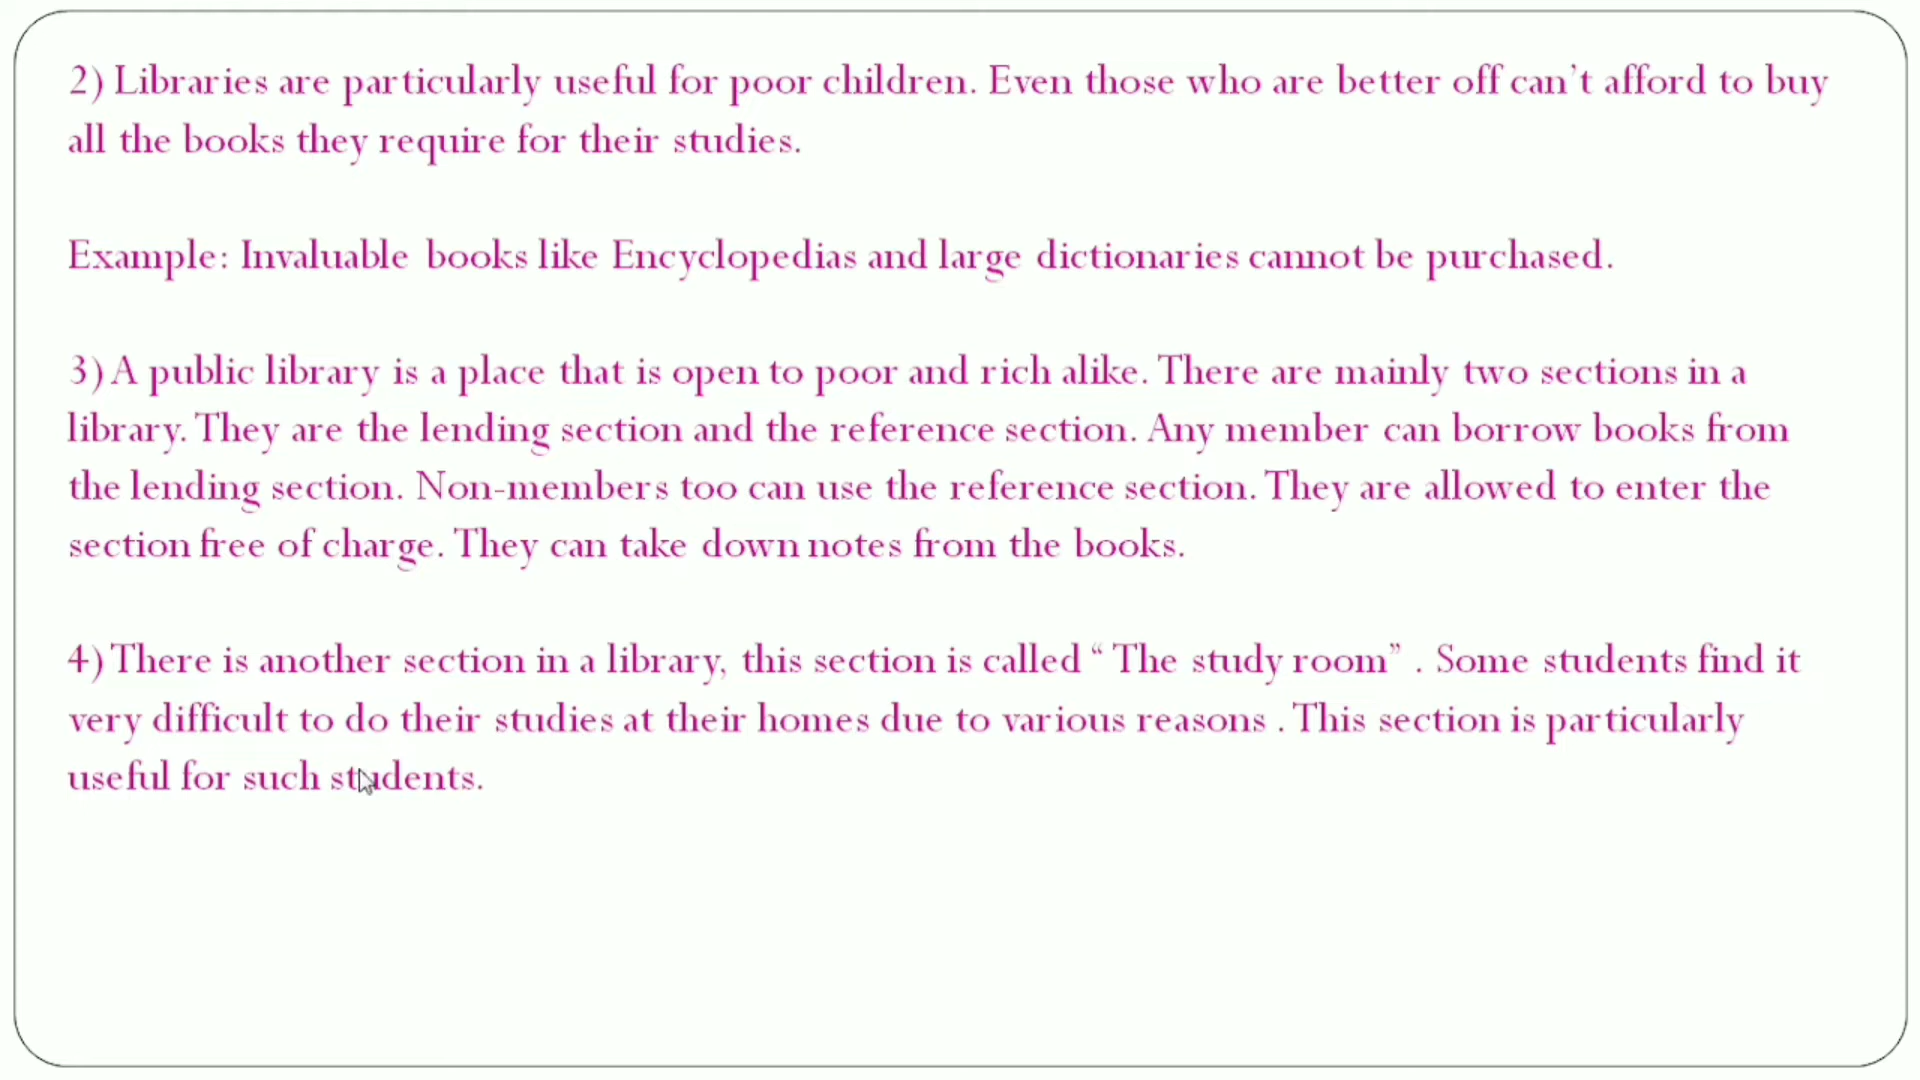 2) Libraries are particularly useful for poor children. Even those who are better off can’t afford to buy
all the books they require for their studies.
Example: Invaluable books like Encyclopedias and large dictionaries cannot be purchased.
3) A public library is a place that is open to poor and rich alike. There are mainly two sections in a
library. They are the lending section and the reference section. Any member can borrow books from
the lending section. Non-members too can use the reference section. They are allowed to enter the
section free of charge. They can take down notes from the books.
4) There is another section in a library, this section is called “ The study room” . Some students find it
very difficult to do their studies at their homes due to various reasons . This section is particularly
useful for such students.